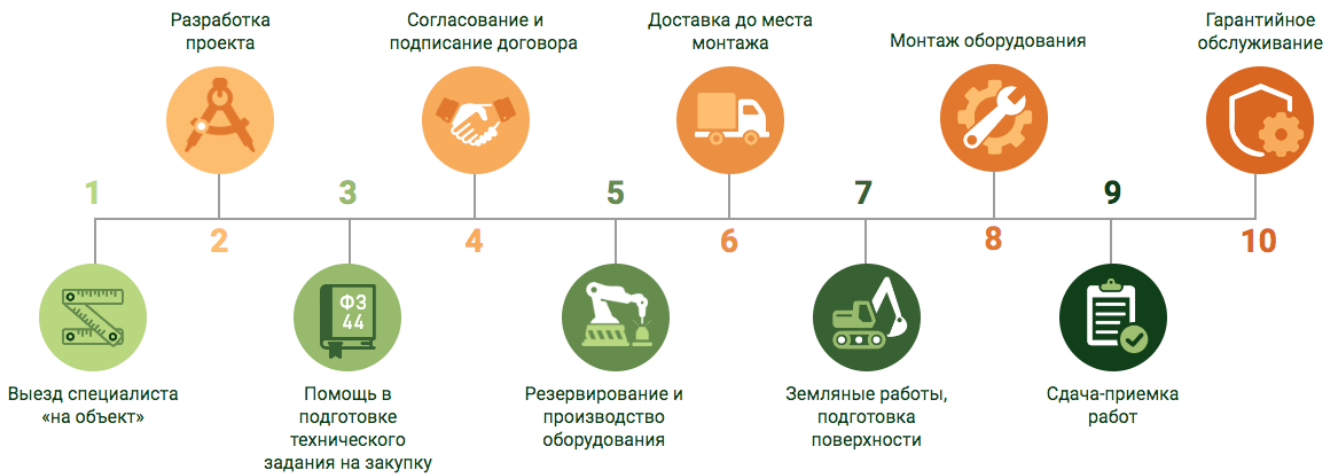 Разработка
проекта
Согласование и
подписание договора
Доставка до места
монтажа
Монтаж оборудования
Гарантийное
обслуживание
1
3
5
7
9
2
4
6
8
10
ФЗ
44
Выезд специалиста
«на объект»
Помощь в
подготовке
технического
задания на закупку
Резервирование и
производство
оборудования
Земляные работы,
подготовка
поверхности
Сдача-приемка
работ